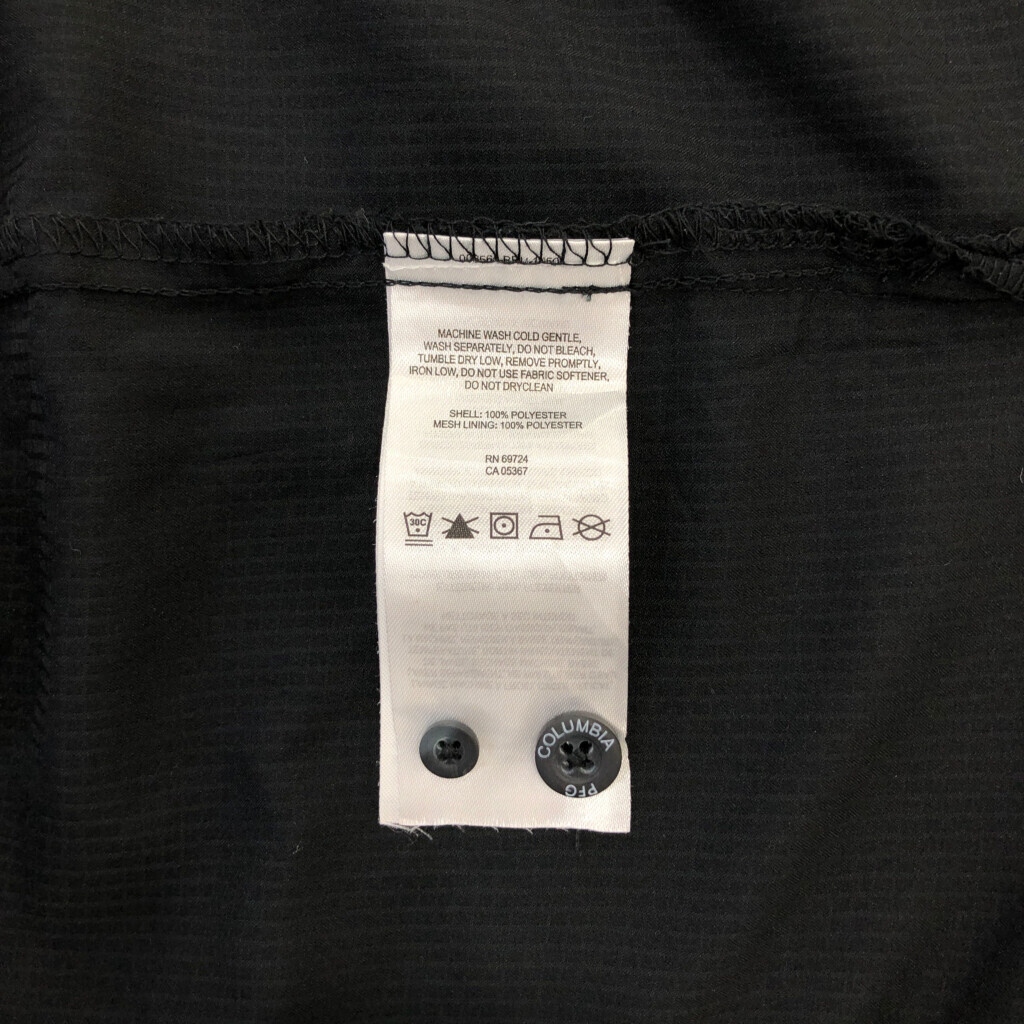 MACHINE WASH COLD GENTLE,
WASH SEPARATELY, DO NOT BLEACH,
TUMBLE DRY LOW, REMOVE PROMPTLY,
IRON LOW, DO NOT USE FABRIC SOFTENER,
DO NOT DRYCLEAN
SHELL: 100% POLYESTER
MESH LINING: 100% POLYESTER
RN 69724
CA 05367
30C
COLUMBIA
PFG